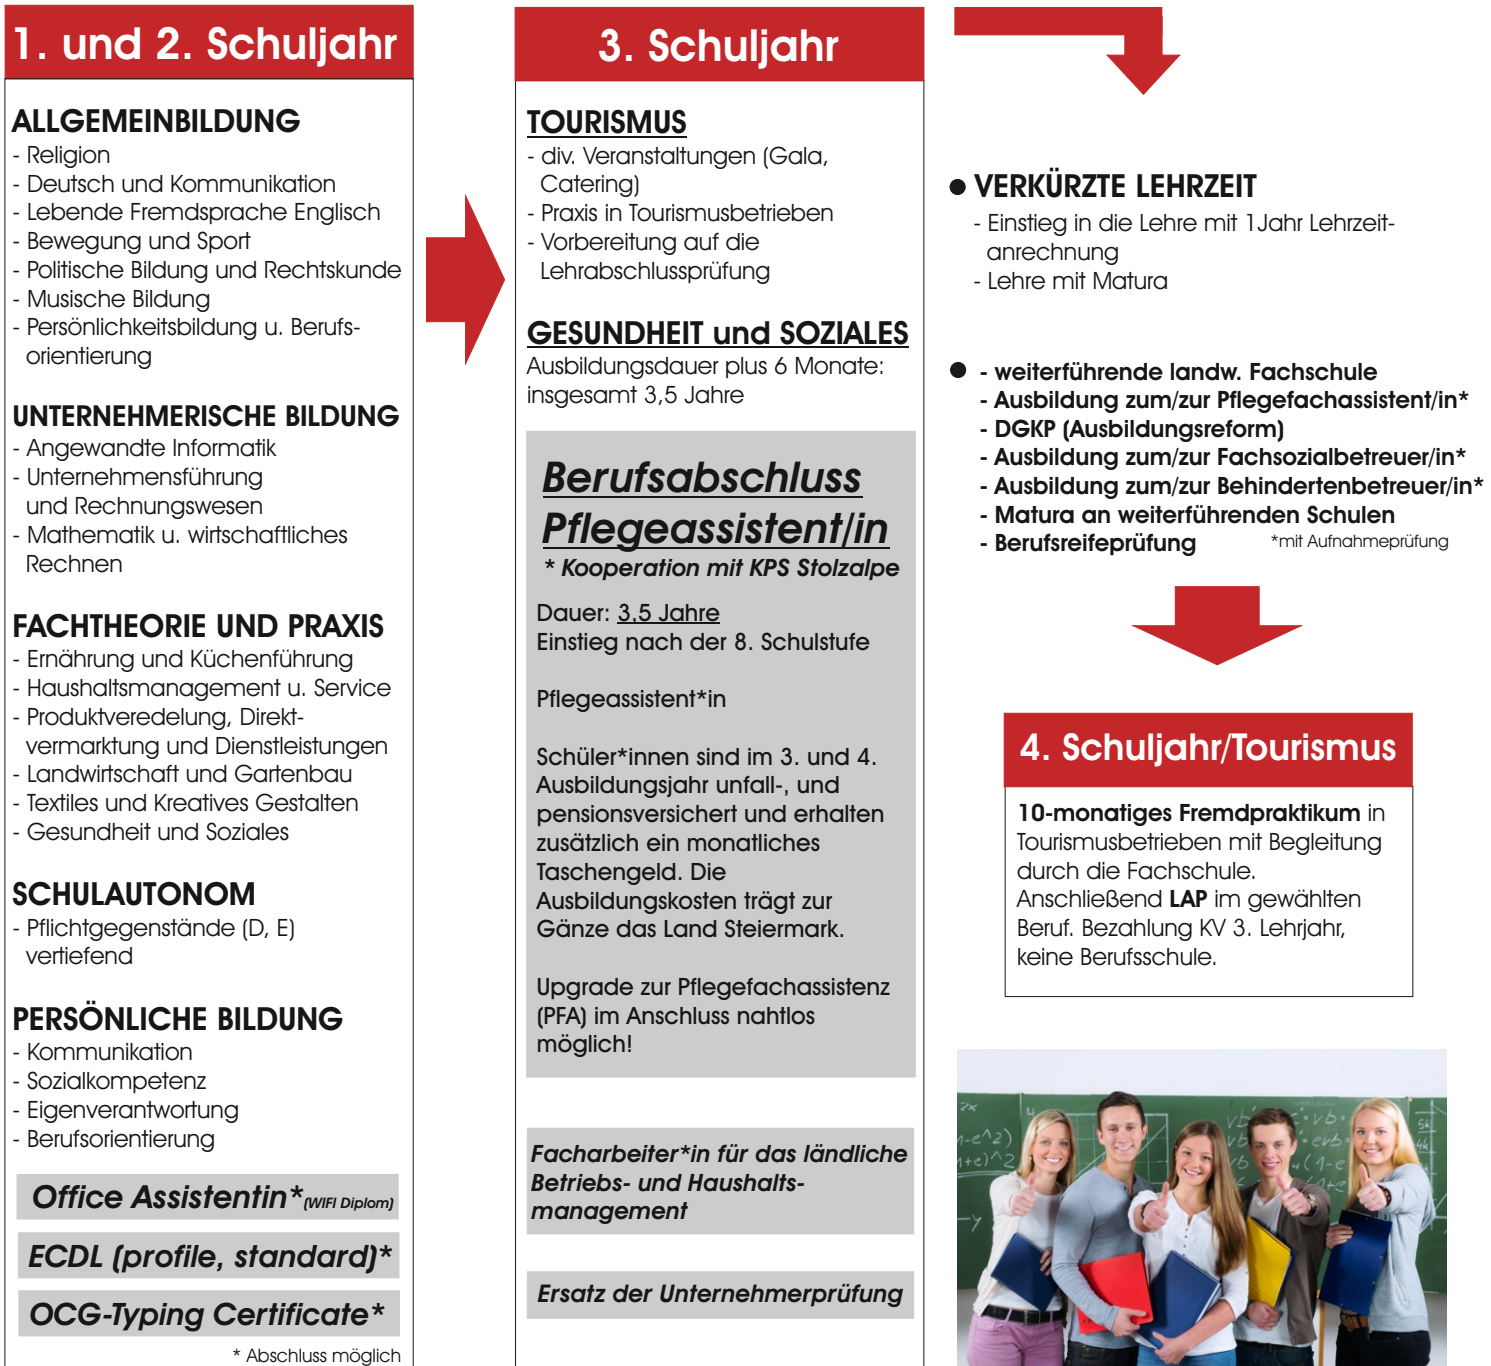 1. und 2. Schuljahr
ALLGEMEINBILDUNG
- Religion
- Deutsch und Kommunikation
- Lebende Fremdsprache Englisch
- Bewegung und Sport
- Politische Bildung und Rechtskunde
- Musische Bildung
- Persönlichkeitsbildung u. Berufs-
orientierung
UNTERNEHMERISCHE BILDUNG
- Angewandte Informatik
- Unternehmensführung
und Rechnungswesen
- Mathematik u. wirtschaftliches
Rechnen
FACHTHEORIE UND PRAXIS
- Ernährung und Küchenführung
- Haushaltsmanagement u. Service
- Produktveredelung, Direkt-
vermarktung und Dienstleistungen
- Landwirtschaft und Gartenbau
- Textiles und Kreatives Gestalten
- Gesundheit und Soziales
SCHULAUTONOM
- Pflichtgegenstände (D, E)
vertiefend
PERSÖNLICHE BILDUNG
- Kommunikation
- Sozialkompetenz
- Eigenverantwortung
- Berufsorientierung
Office Assistentin*(WIFI Diplom)
ECDL (profile, standard)*
OCG-Typing Certificate*
* Abschluss möglich
3. Schuljahr
TOURISMUS
- div. Veranstaltungen (Gala,
Catering)
- Praxis in Tourismusbetrieben
- Vorbereitung auf die
Lehrabschlussprüfung
GESUNDHEIT und SOZIALES
Ausbildungsdauer plus 6 Monate:
insgesamt 3,5 Jahre
Berufsabschluss
Pflegeassistent/in
* Kooperation mit KPS Stolzalpe
Dauer: 3,5 Jahre
Einstieg nach der 8. Schulstufe
Pflegeassistent*in
Schüler*innen sind im 3. und 4.
Ausbildungsjahr unfall-, und
pensionsversichert und erhalten
zusätzlich ein monatliches
Taschengeld. Die
Ausbildungskosten trägt zur
Gänze das Land Steiermark.
Upgrade zur Pflegefachassistenz
(PFA) im Anschluss nahtlos
möglich!
Facharbeiter*in für das ländliche
Betriebs- und Haushalts-
management
Ersatz der Unternehmerprüfung
● VERKÜRZTE LEHRZEIT
- Einstieg in die Lehre mit 1Jahr Lehrzeit-
anrechnung
- Lehre mit Matura
● - weiterführende landw. Fachschule
- Ausbildung zum/zur Pflegefachassistent/in*
- DGKP (Ausbildungsreform)
- Ausbildung zum/zur Fachsozialbetreuer/in*
- Ausbildung zum/zur Behindertenbetreuer/in*
- Matura an weiterführenden Schulen
- Berufsreifeprüfung *mit Aufnahmeprüfung
4. Schuljahr/Tourismus
10-monatiges Fremdpraktikum in
Tourismusbetrieben mit Begleitung
durch die Fachschule.
Anschließend LAP im gewählten
Beruf. Bezahlung KV 3. Lehrjahr,
keine Berufsschule.